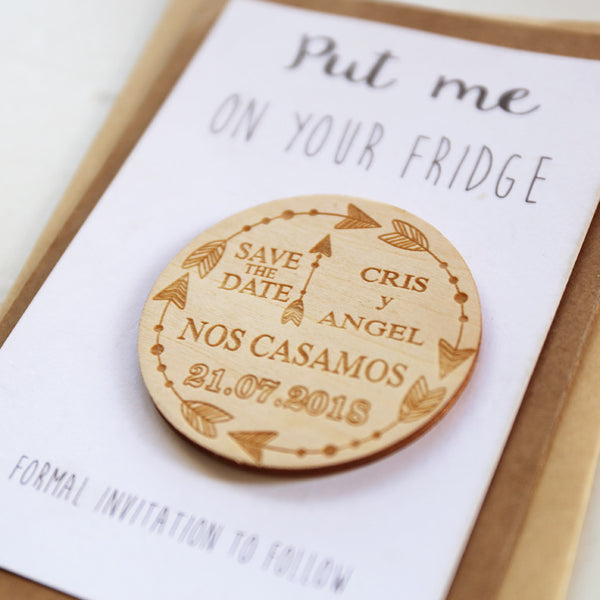 Put me
ON YOUR FRIDGE
SAVE
THE
DATE
CRIS
y
ANGEL
NOS CASAMOS
21.07.2018
FORMAL INVITATION TO FOLLOW